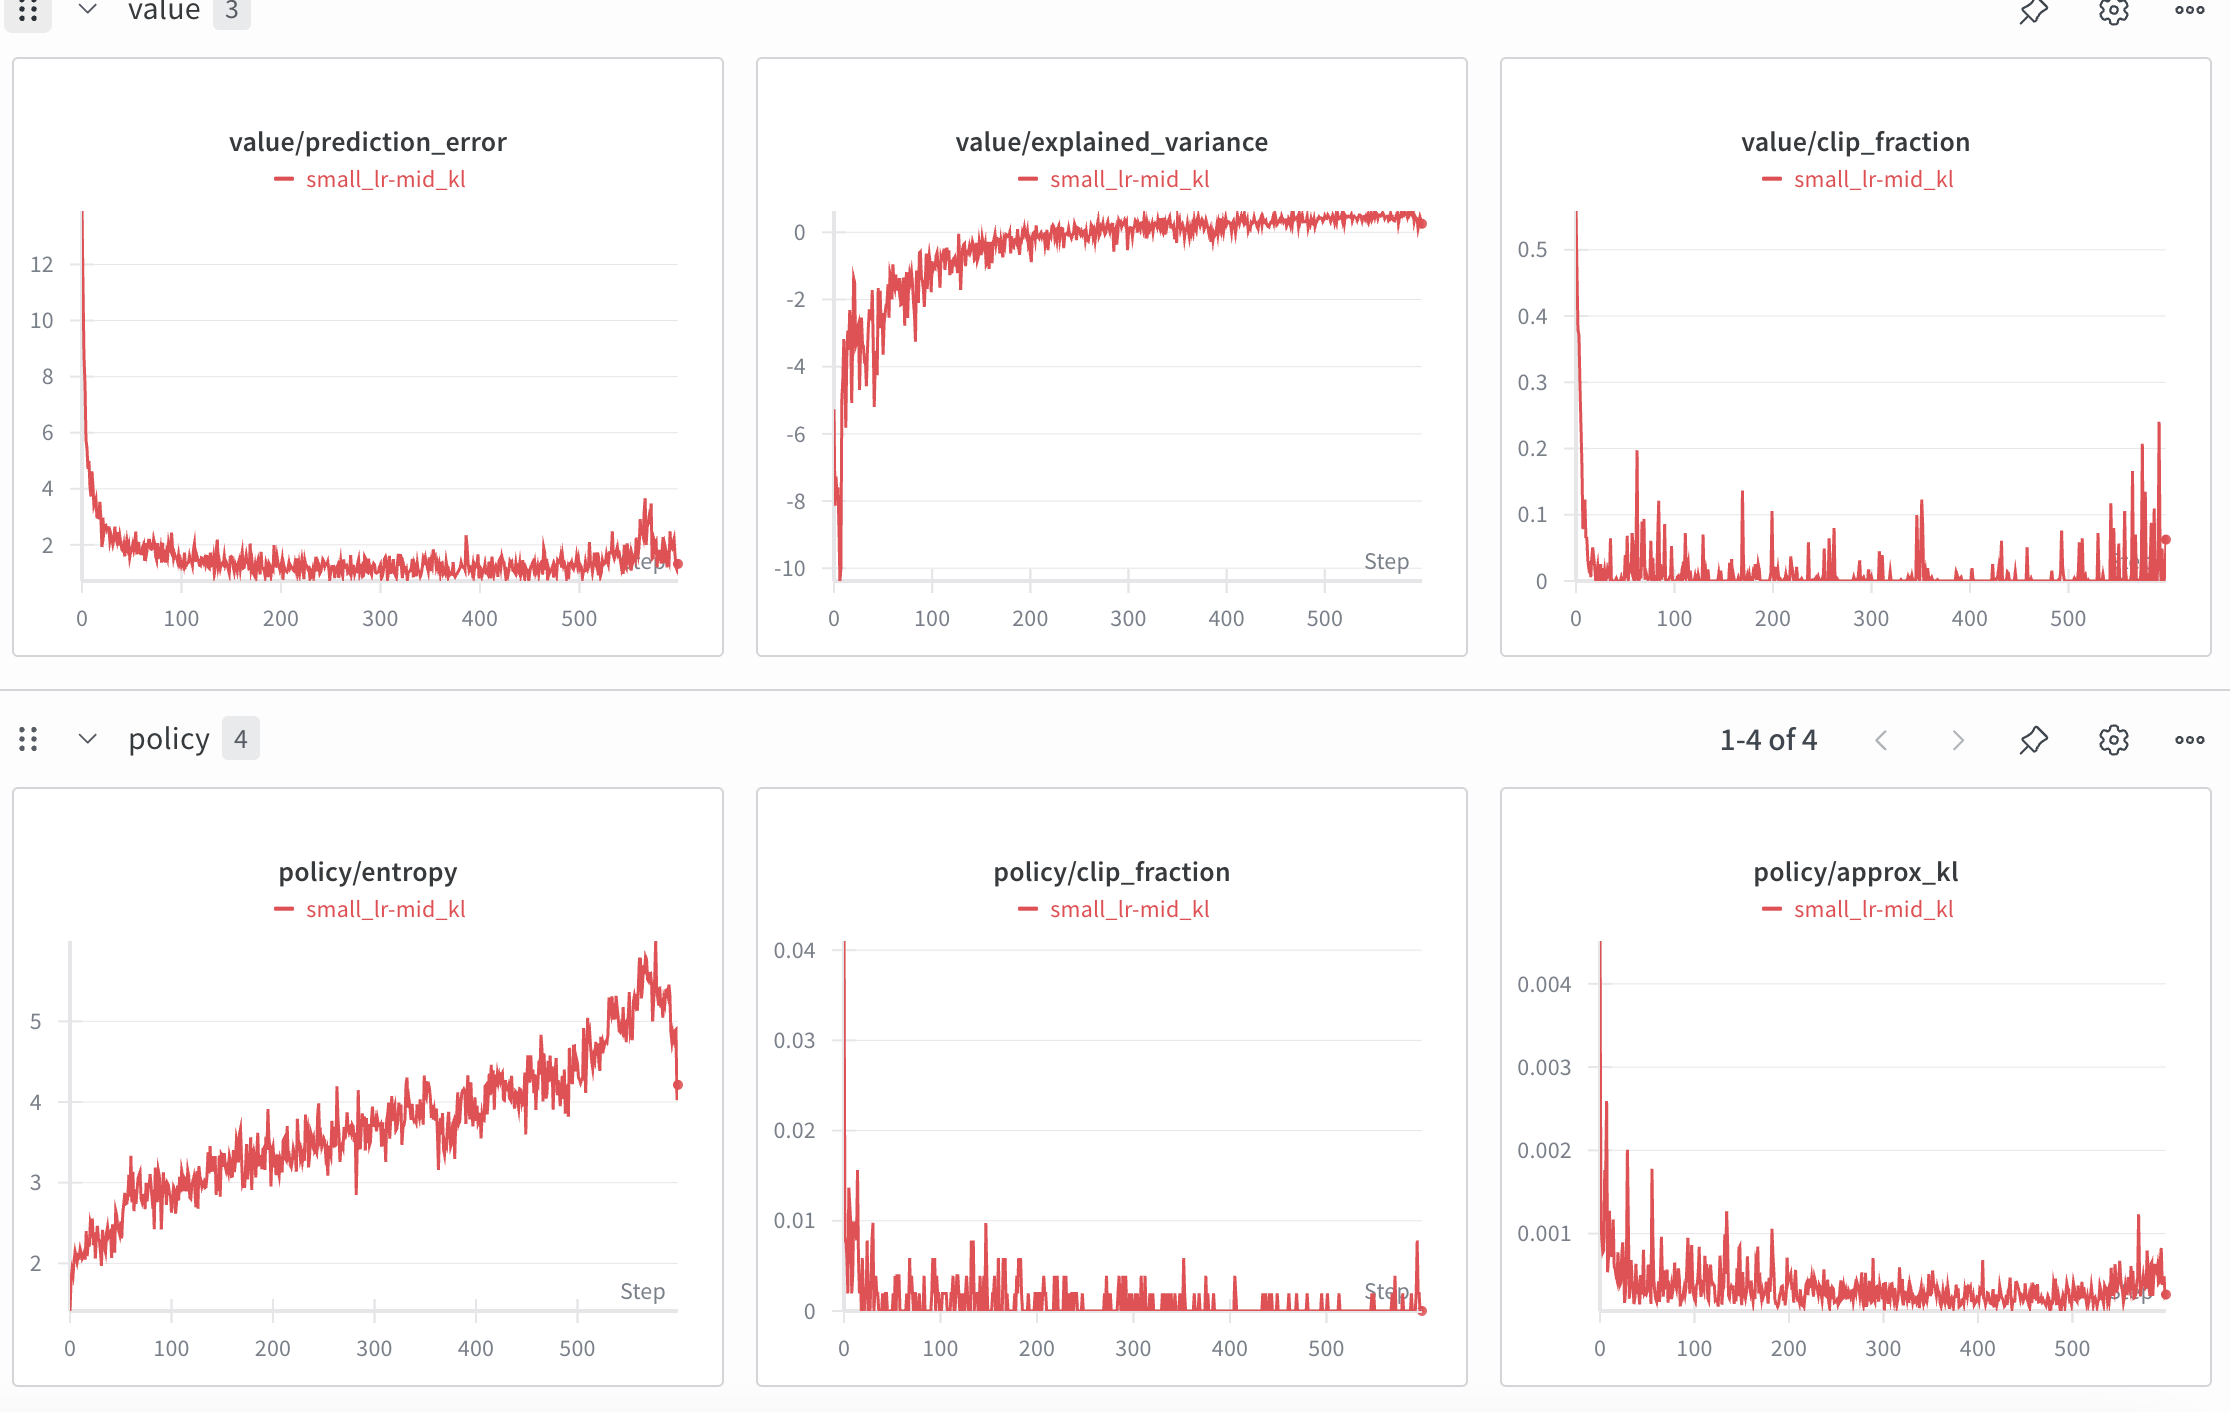 value 3
value/prediction_error
small_lr-mid_kl
12
10
8
6
4
2
Step
0 100 200 300 400 500
value/explained_variance
small_lr-mid_kl
0
-2
-4
-6
-8
-10
Step
0 100 200 300 400 500
value/clip_fraction
small_lr-mid_kl
0.5
0.4
0.3
0.2
0.1
0
Step
0 100 200 300 400 500
policy 4
1-4 of 4
policy/entropy
small_lr-mid_kl
5
4
3
2
Step
0 100 200 300 400 500
policy/clip_fraction
small_lr-mid_kl
0.04
0.03
0.02
0.01
0
Step
0 100 200 300 400 500
policy/approx_kl
small_lr-mid_kl
0.004
0.003
0.002
0.001
Step
0 100 200 300 400 500